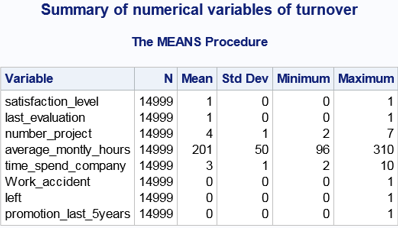 Summary of numerical variables of turnover
The MEANS Procedure
Variable N Mean Std Dev Minimum Maximum
satisfaction_level 14999 1 0 0 1
last_evaluation 14999 1 0 0 1
number_project 14999 4 1 2 7
average_montly_hours 14999 201 50 96 310
time_spend_company 14999 3 1 2 10
Work_accident 14999 0 0 0 1
left 14999 0 0 0 1
promotion_last_5years 14999 0 0 0 1